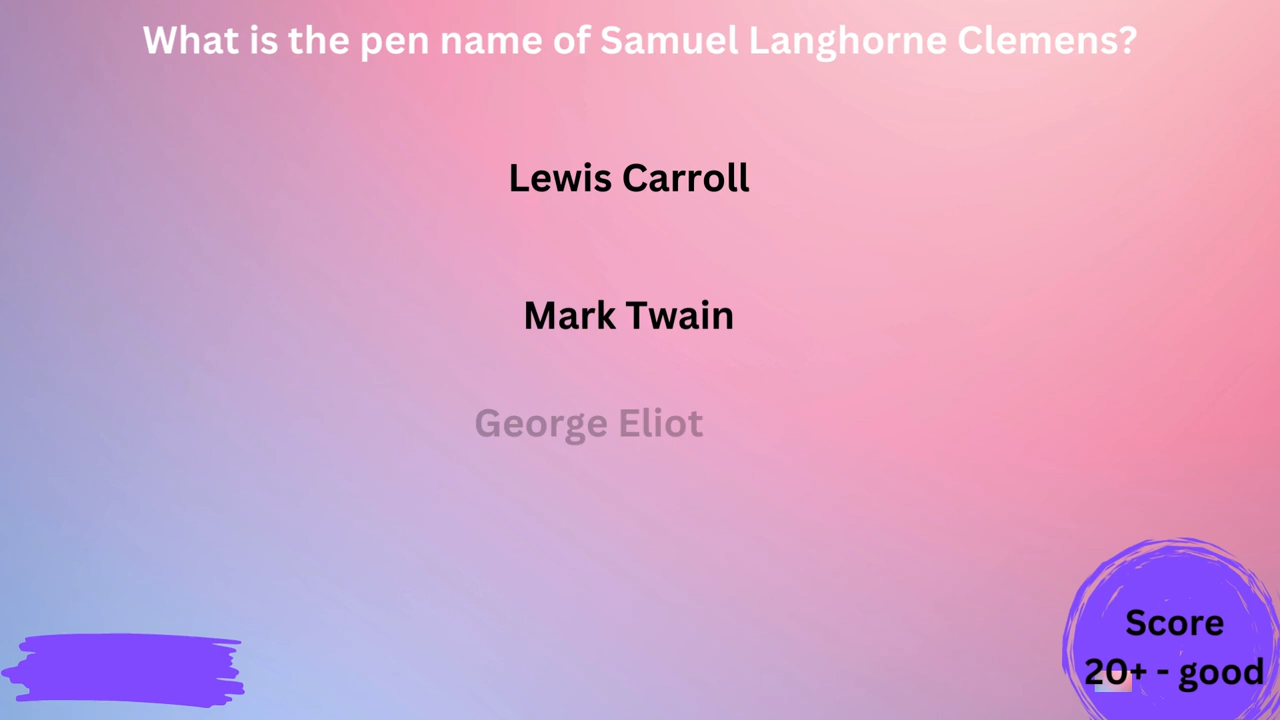 What is the pen name of Samuel Langhorne Clemens?
Lewis Carroll
Mark Twain
George Eliot
Score
20+ - good